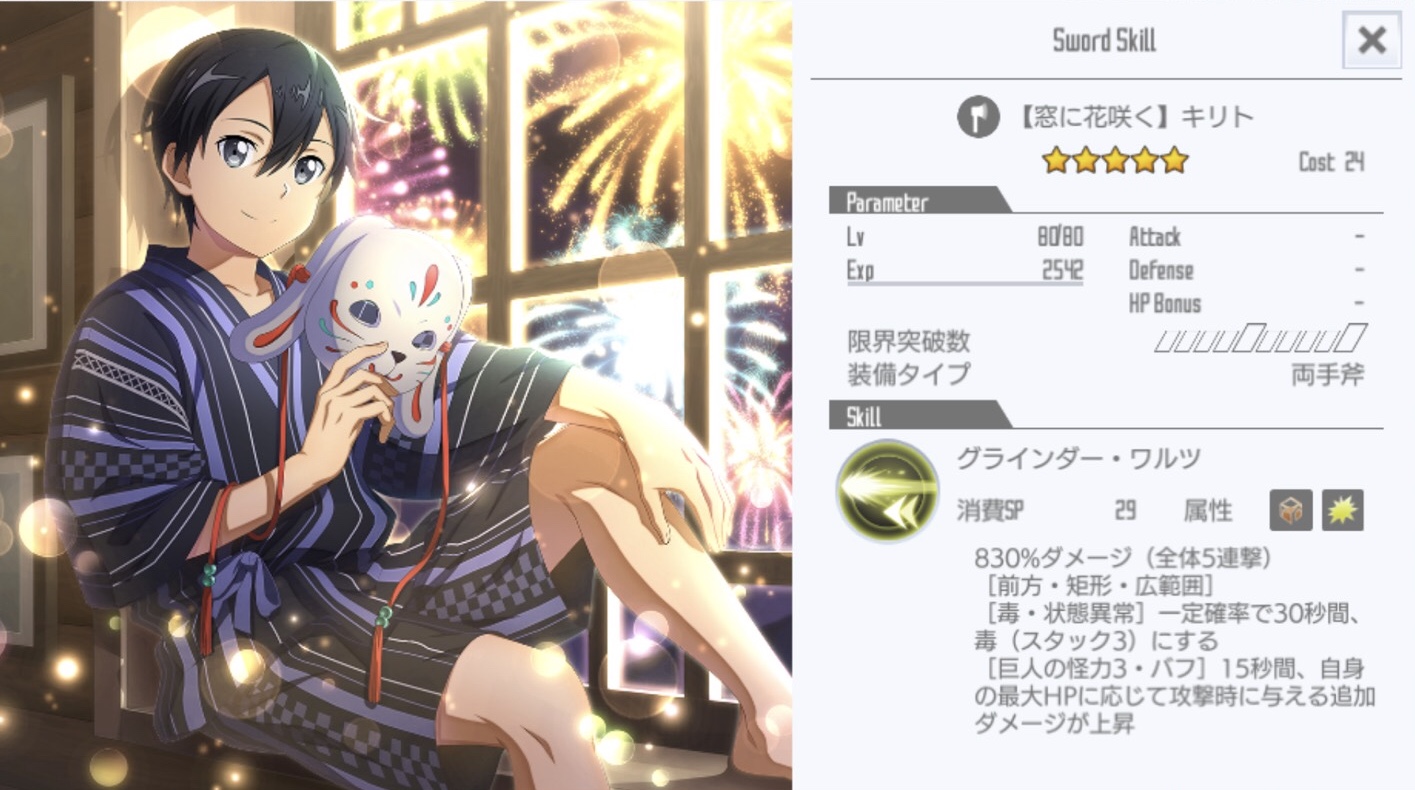 Sword Skill
【窓に花咲く】キリト
Cost 24
Parameter
Lv 80/80 Attack -
Exp 2542 Defense -
HP Bonus -
限界突破数
装備タイプ 両手斧
Skill
グラインダー・ワルツ
消費SP 29 属性
830%ダメージ（全体5連撃）
［前方・矩形・広範囲］
［毒・状態異常］一定確率で30秒間、
毒（スタック3）にする
［巨人の怪力3・バフ］15秒間、自身
の最大HPに応じて攻撃時に与える追加
ダメージが上昇